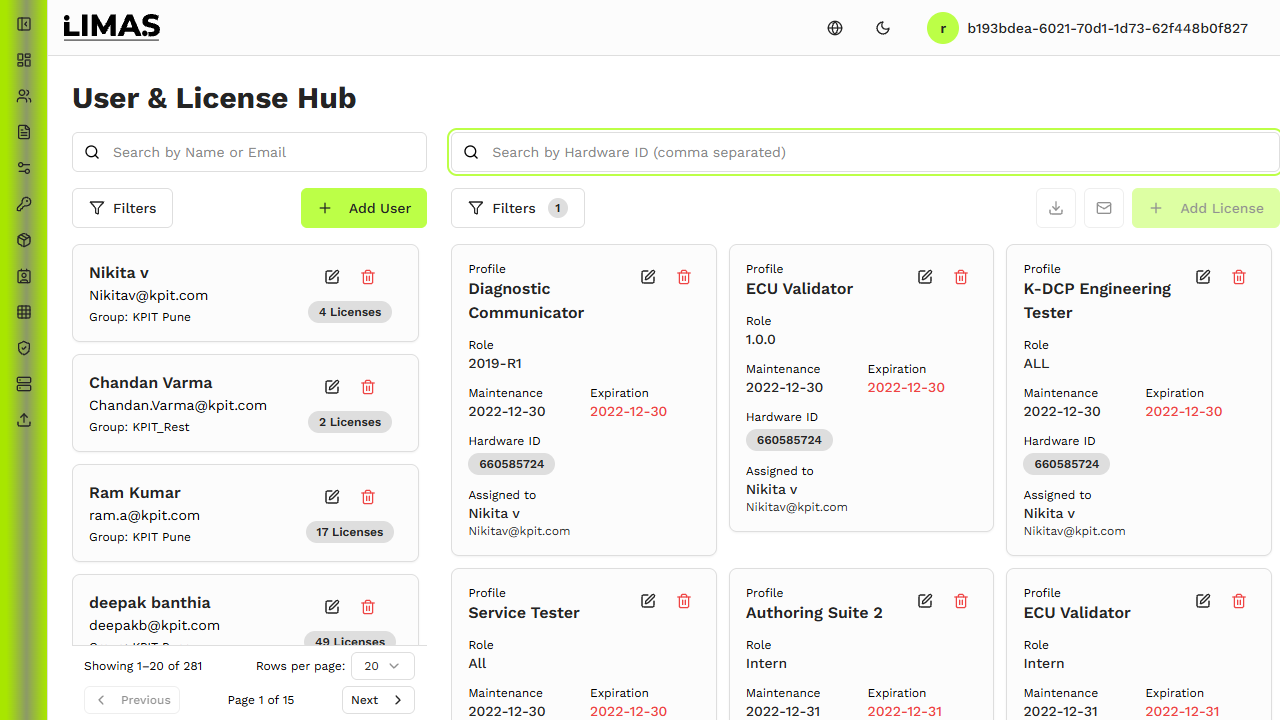 LIMAS
r
b193bdea-6021-70d1-1d73-62f448b0f827
User & License Hub
Search by Name or Email
Search by Hardware ID (comma separated)
Filters
Add User
Filters 1
Add License
Nikita v
Nikitav@kpit.com
Group: KPIT Pune
4 Licenses
Chandan Varma
Chandan.Varma@kpit.com
Group: KPIT_Rest
2 Licenses
Ram Kumar
ram.a@kpit.com
Group: KPIT Pune
17 Licenses
deepak banthia
deepakb@kpit.com
49 Licenses
Showing 1–20 of 281
Rows per page: 20
Previous
Page 1 of 15
Next
Profile
Diagnostic
Communicator
Role
2019-R1
Maintenance Expiration
2022-12-30 2022-12-30
Hardware ID
660585724
Assigned to
Nikita v
Nikitav@kpit.com
Profile
ECU Validator
Role
1.0.0
Maintenance Expiration
2022-12-30 2022-12-30
Hardware ID
660585724
Assigned to
Nikita v
Nikitav@kpit.com
Profile
K-DCP Engineering
Tester
Role
ALL
Maintenance Expiration
2022-12-30 2022-12-30
Hardware ID
660585724
Assigned to
Nikita v
Nikitav@kpit.com
Profile
Service Tester
Role
All
Maintenance Expiration
2022-12-30 2022-12-30
Profile
Authoring Suite 2
Role
Intern
Maintenance Expiration
2022-12-31 2022-12-31
Profile
ECU Validator
Role
Intern
Maintenance Expiration
2022-12-31 2022-12-31